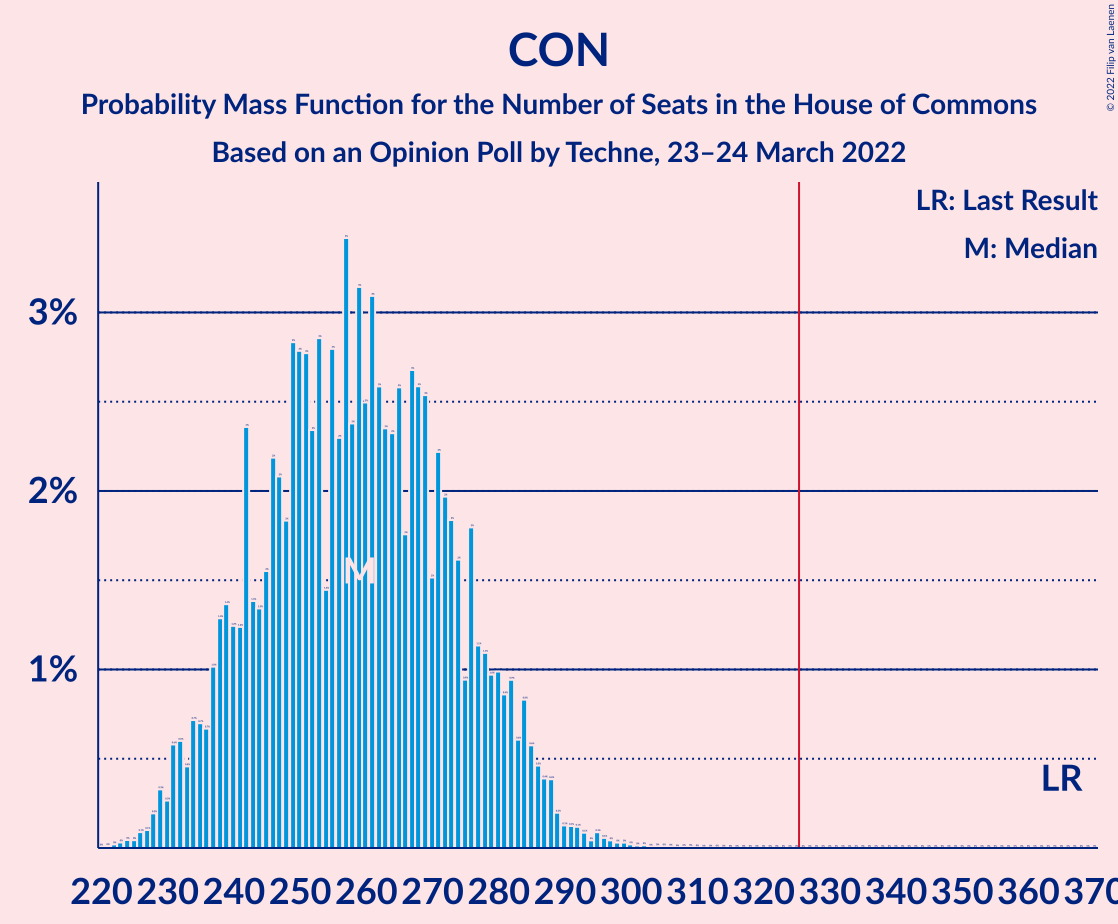 CON
Probability Mass Function for the Number of Seats in the House of Commons
Based on an Opinion Poll by Techne, 23–24 March 2022
© 2022 Filip van Laenen
LR: Last Result
M: Median
3%
2%
1%
M
LR
220 230 240 250 260 270 280 290 300 310 320 330 340 350 360 370